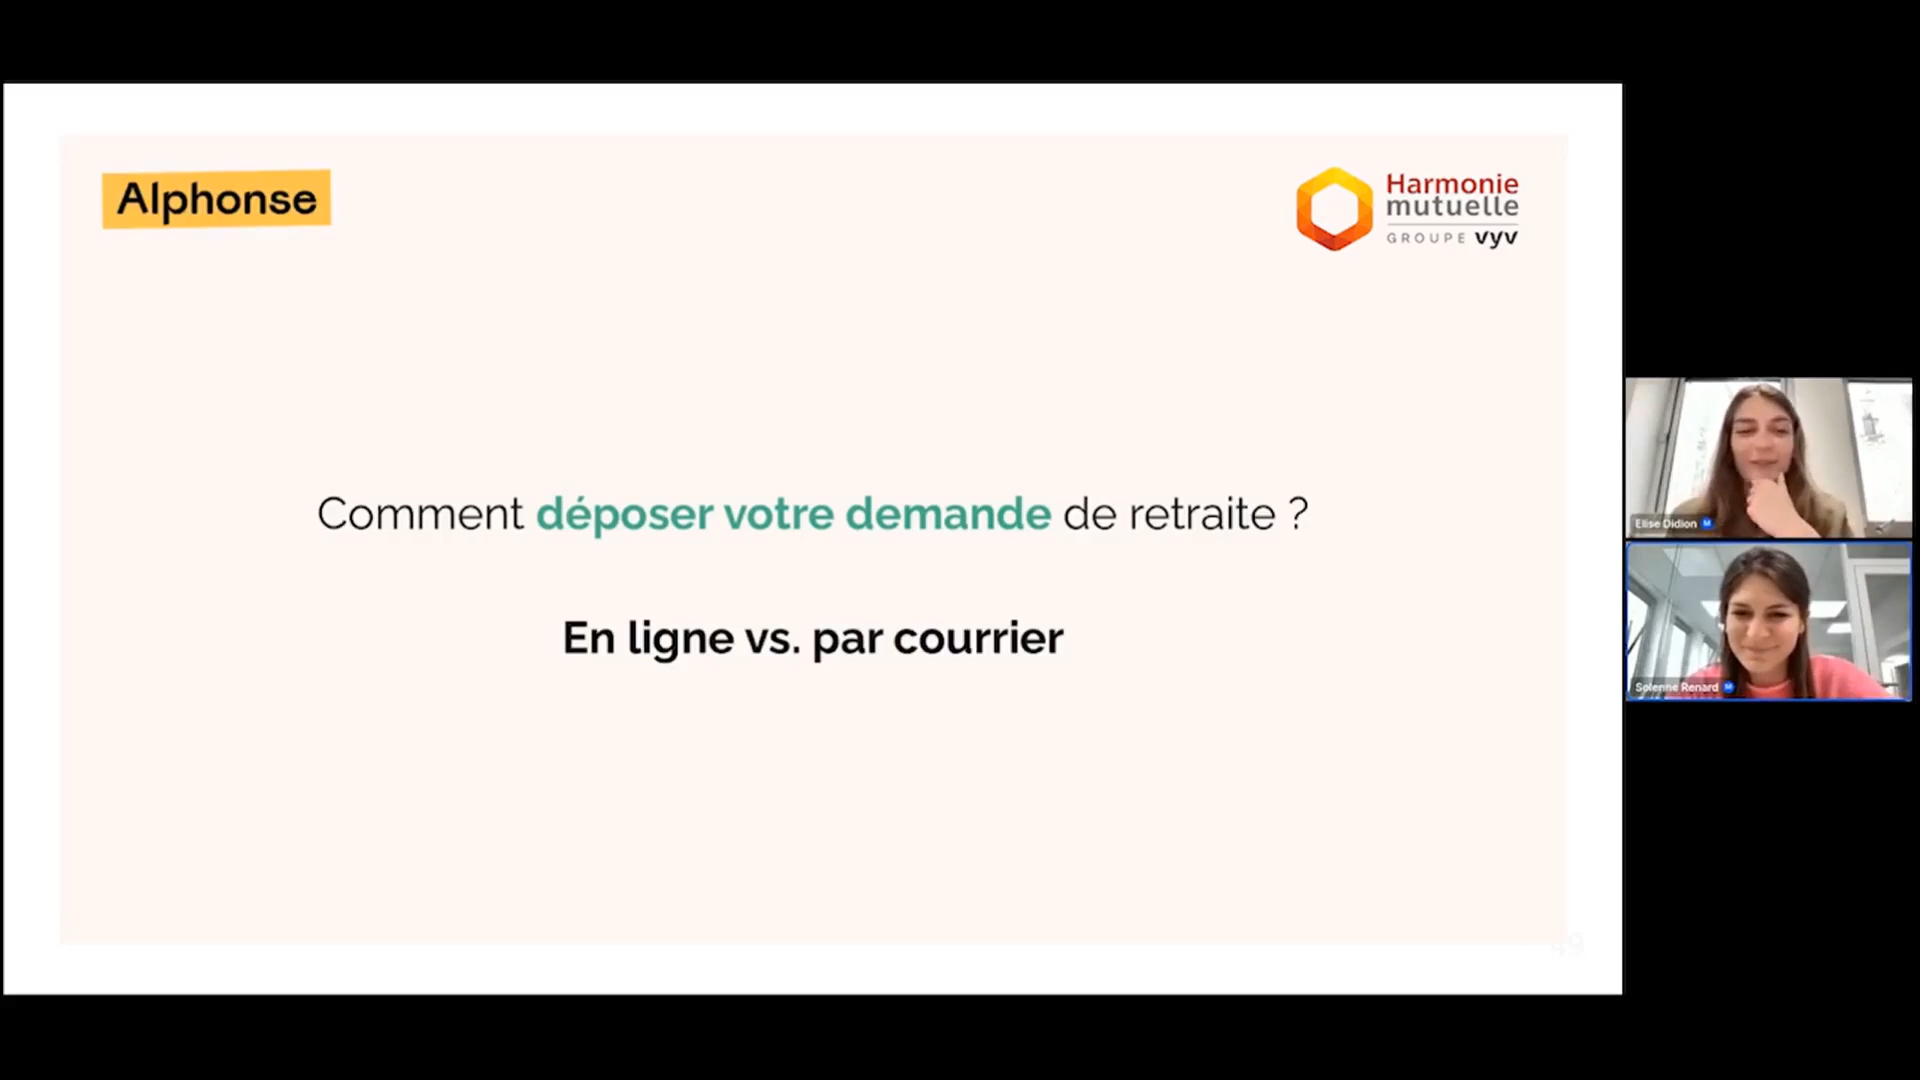 Alphonse
Harmonie
mutuelle
GROUPE vyv
Comment déposer votre demande de retraite ?
En ligne vs. par courrier
49
Elise Didion
Solenne Renard